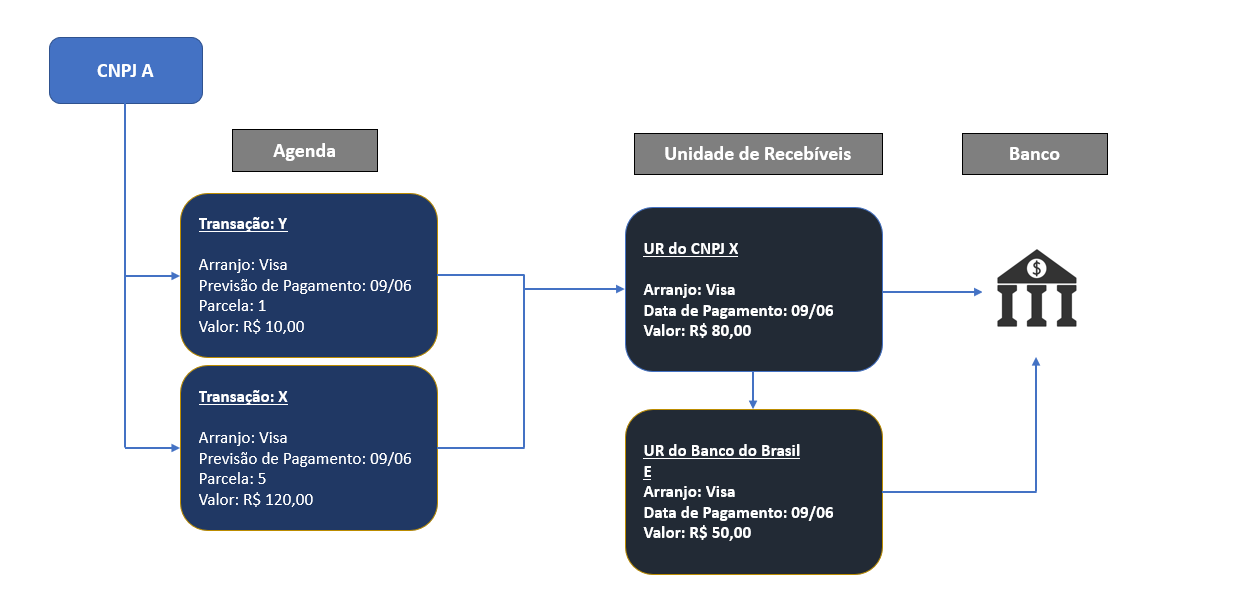 CNPJ A
Agenda
Unidade de Recebíveis
Banco
Transação: Y
Arranjo: Visa
Previsão de Pagamento: 09/06
Parcela: 1
Valor: R$ 10,00
Transação: X
Arranjo: Visa
Previsão de Pagamento: 09/06
Parcela: 5
Valor: R$ 120,00
UR do CNPJ X
Arranjo: Visa
Data de Pagamento: 09/06
Valor: R$ 80,00
UR do Banco do Brasil
E
Arranjo: Visa
Data de Pagamento: 09/06
Valor: R$ 50,00
$